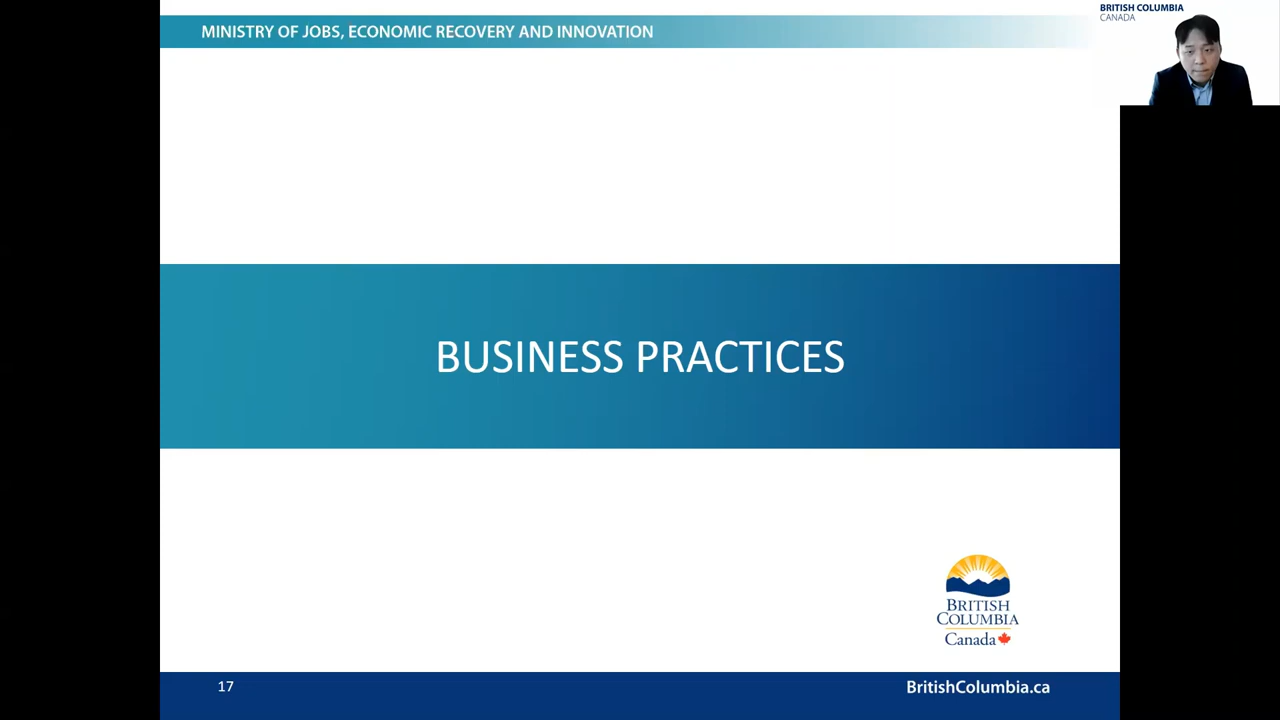 MINISTRY OF JOBS, ECONOMIC RECOVERY AND INNOVATION
BRITISH COLUMBIA
CANADA
BUSINESS PRACTICES
BRITISH
COLUMBIA
Canada
17
BritishColumbia.ca